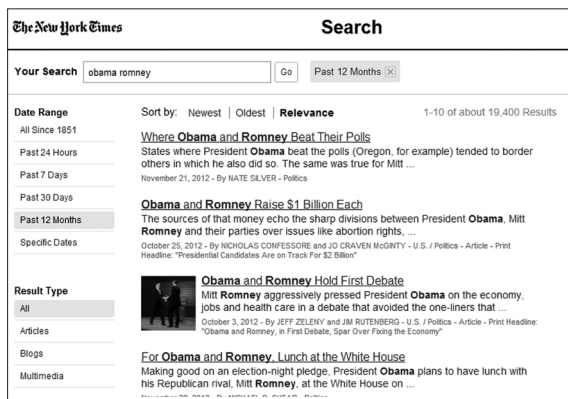 The New York Times
Search
Your Search
obama romney
Go
Past 12 Months
Date Range
All Since 1851
Past 24 Hours
Past 7 Days
Past 30 Days
Past 12 Months
Specific Dates
Result Type
All
Articles
Blogs
Multimedia
Sort by: Newest | Oldest | Relevance
1-10 of about 19,400 Results
Where Obama and Romney Beat Their Polls
States where President Obama beat the polls (Oregon, for example) tended to border
others in which he also did so. The same was true for Mitt ...
November 21, 2012 - By NATE SILVER - Politics
Obama and Romney Raise $1 Billion Each
The sources of that money echo the sharp divisions between President Obama, Mitt
Romney and their parties over issues like abortion rights, ...
October 25, 2012 - By NICHOLAS CONFESSORE and JO CRAVEN McGINTY - U.S. / Politics - Article - Print
Headline: "Presidential Candidates Are on Track For $2 Billion"
Obama and Romney Hold First Debate
Mitt Romney aggressively pressed President Obama on the economy,
jobs and health care in a debate that avoided the one-liners that ...
October 3, 2012 - By JEFF ZELENY and JIM RUTENBERG - U.S. / Politics - Article - Print Headline:
"Obama and Romney, in First Debate, Spar Over Fixing the Economy"
For Obama and Romney, Lunch at the White House
Making good on an election-night pledge, President Obama plans to have lunch with
his Republican rival, Mitt Romney, at the White House on ...